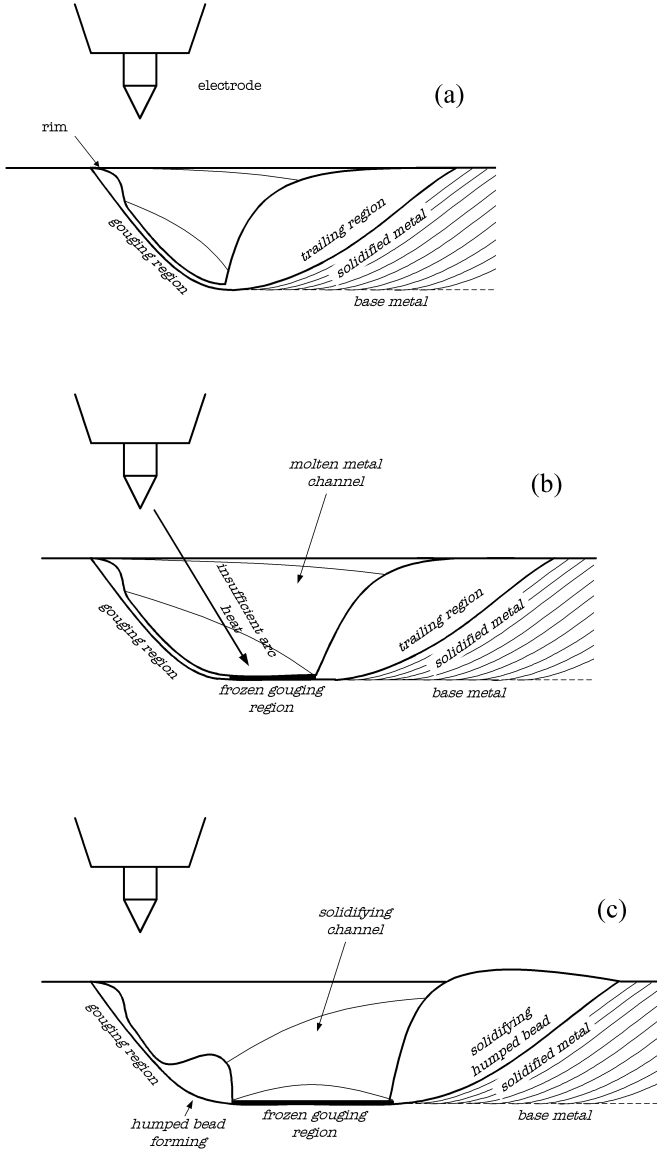 electrode
(a)
rim
gouging region
trailing region
solidified metal
base metal
molten metal
channel
(b)
insufficient arc
heat
gouging region
trailing region
solidified metal
frozen gouging
region
base metal
(c)
solidifying
channel
gouging region
solidifying
humped bead
solidified metal
humped bead
forming
frozen gouging
region
base metal